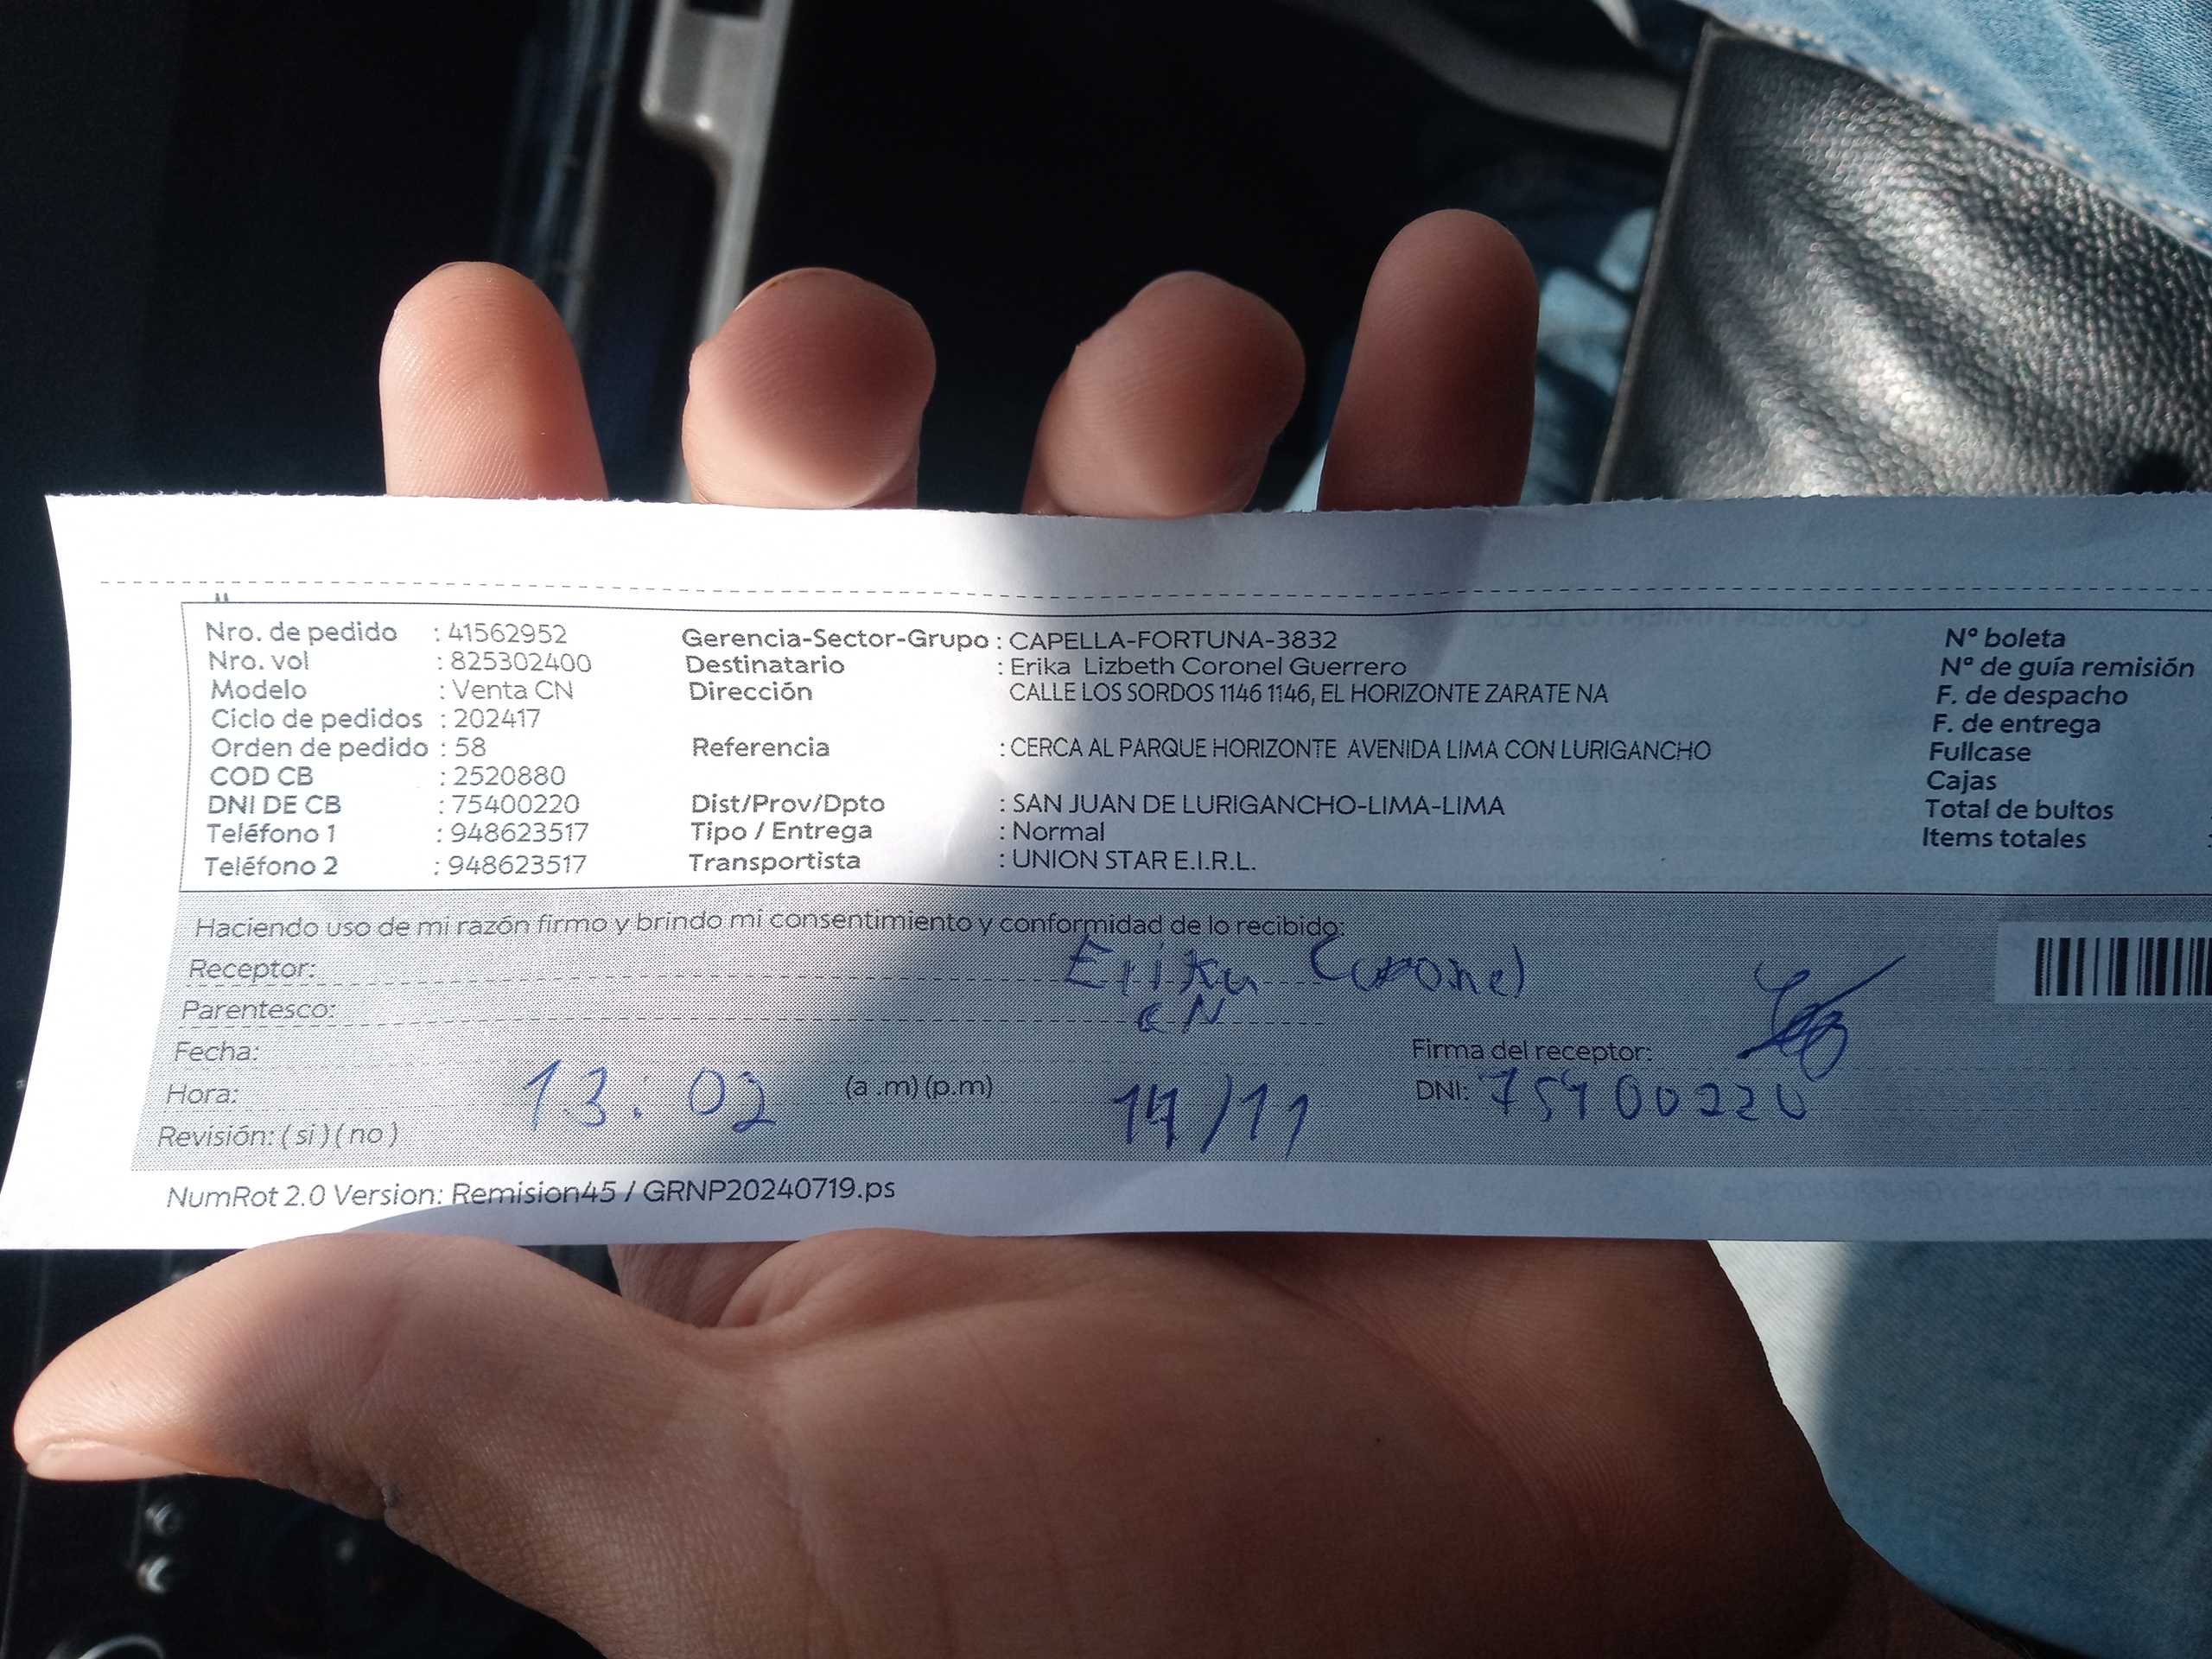 Nro. de pedido : 41562952
Nro. vol : 825302400
Modelo : Venta CN
Ciclo de pedidos : 202417
Orden de pedido : 58
COD CB : 2520880
DNI DE CB : 75400220
Teléfono 1 : 948623517
Teléfono 2 : 948623517
Gerencia-Sector-Grupo : CAPELLA-FORTUNA-3832
Destinatario : Erika Lizbeth Coronel Guerrero
Dirección CALLE LOS SORDOS 1146 1146, EL HORIZONTE ZARATE NA
Referencia : CERCA AL PARQUE HORIZONTE AVENIDA LIMA CON LURIGANCHO
Dist/Prov/Dpto : SAN JUAN DE LURIGANCHO-LIMA-LIMA
Tipo / Entrega : Normal
Transportista : UNION STAR E.I.R.L.
N° boleta
N° de guía remisión
F. de despacho
F. de entrega
Fullcase
Cajas
Total de bultos
Items totales :
Haciendo uso de mi razón firmo y brindo mi consentimiento y conformidad de lo recibido:
Receptor: Erika Coronel
Parentesco: CN
Fecha: 14/11
Hora: 13:02 (a .m) (p.m)
Revisión: ( si ) ( no )
Firma del receptor:
DNI: 75400220
NumRot 2.0 Version: Remision45 / GRNP20240719.ps